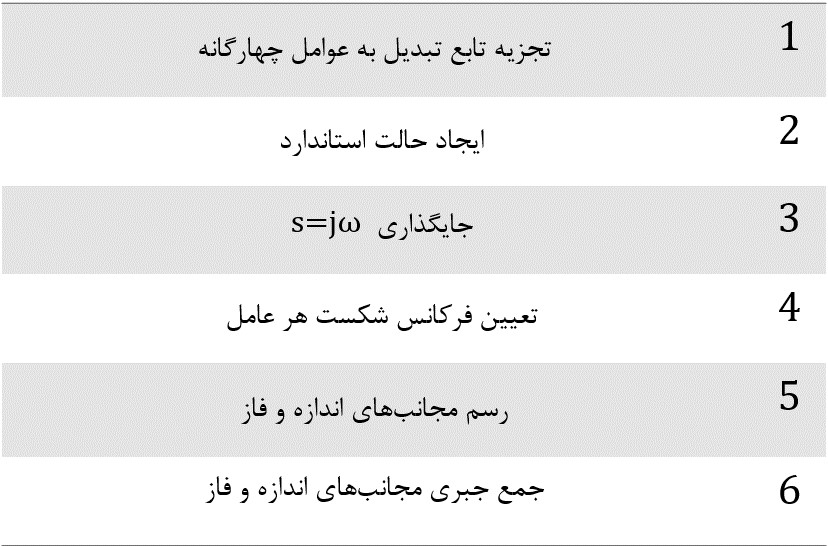 1 تجزیه تابع تبدیل به عوامل چهارگانه
2 ایجاد حالت استاندارد
3 جایگذاری s=jω
4 تعیین فرکانس شکست هر عامل
5 رسم مجانب‌های اندازه و فاز
6 جمع جبری مجانب‌های اندازه و فاز